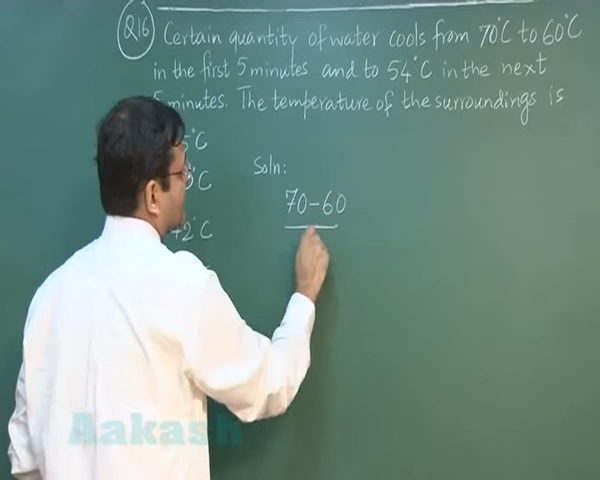 Q16 Certain quantity of water cools from 70°C to 60°C
in the first 5 minutes and to 54°C in the next
minutes. The temperature of the surroundings is
5°C
Soln:
°C
70-60
42°C
Aakash